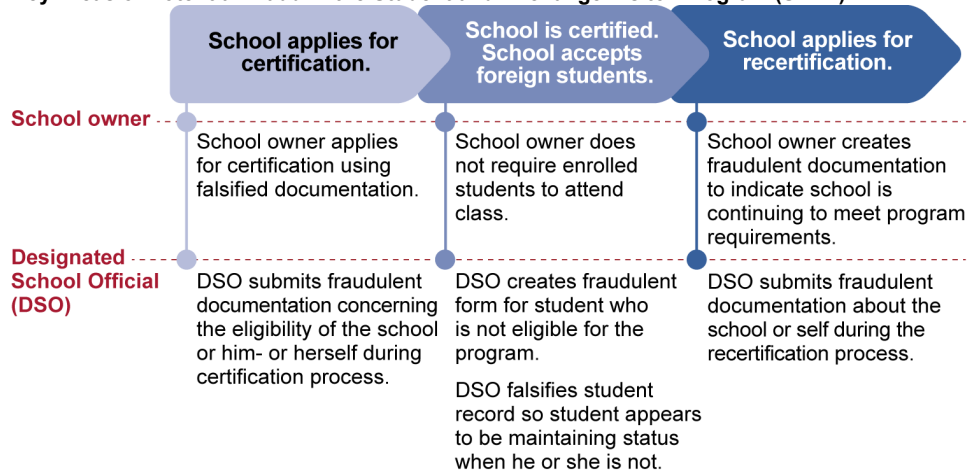 School applies for
certification.
School is certified.
School accepts
foreign students.
School applies for
recertification.
School owner
School owner applies
for certification using
falsified documentation.
School owner does
not require enrolled
students to attend
class.
School owner creates
fraudulent documentation
to indicate school is
continuing to meet program
requirements.
Designated
School Official
(DSO)
DSO submits fraudulent
documentation concerning
the eligibility of the school
or him- or herself during
certification process.
DSO creates fraudulent
form for student who
is not eligible for the
program.
DSO falsifies student
record so student appears
to be maintaining status
when he or she is not.
DSO submits fraudulent
documentation about the
school or self during the
recertification process.